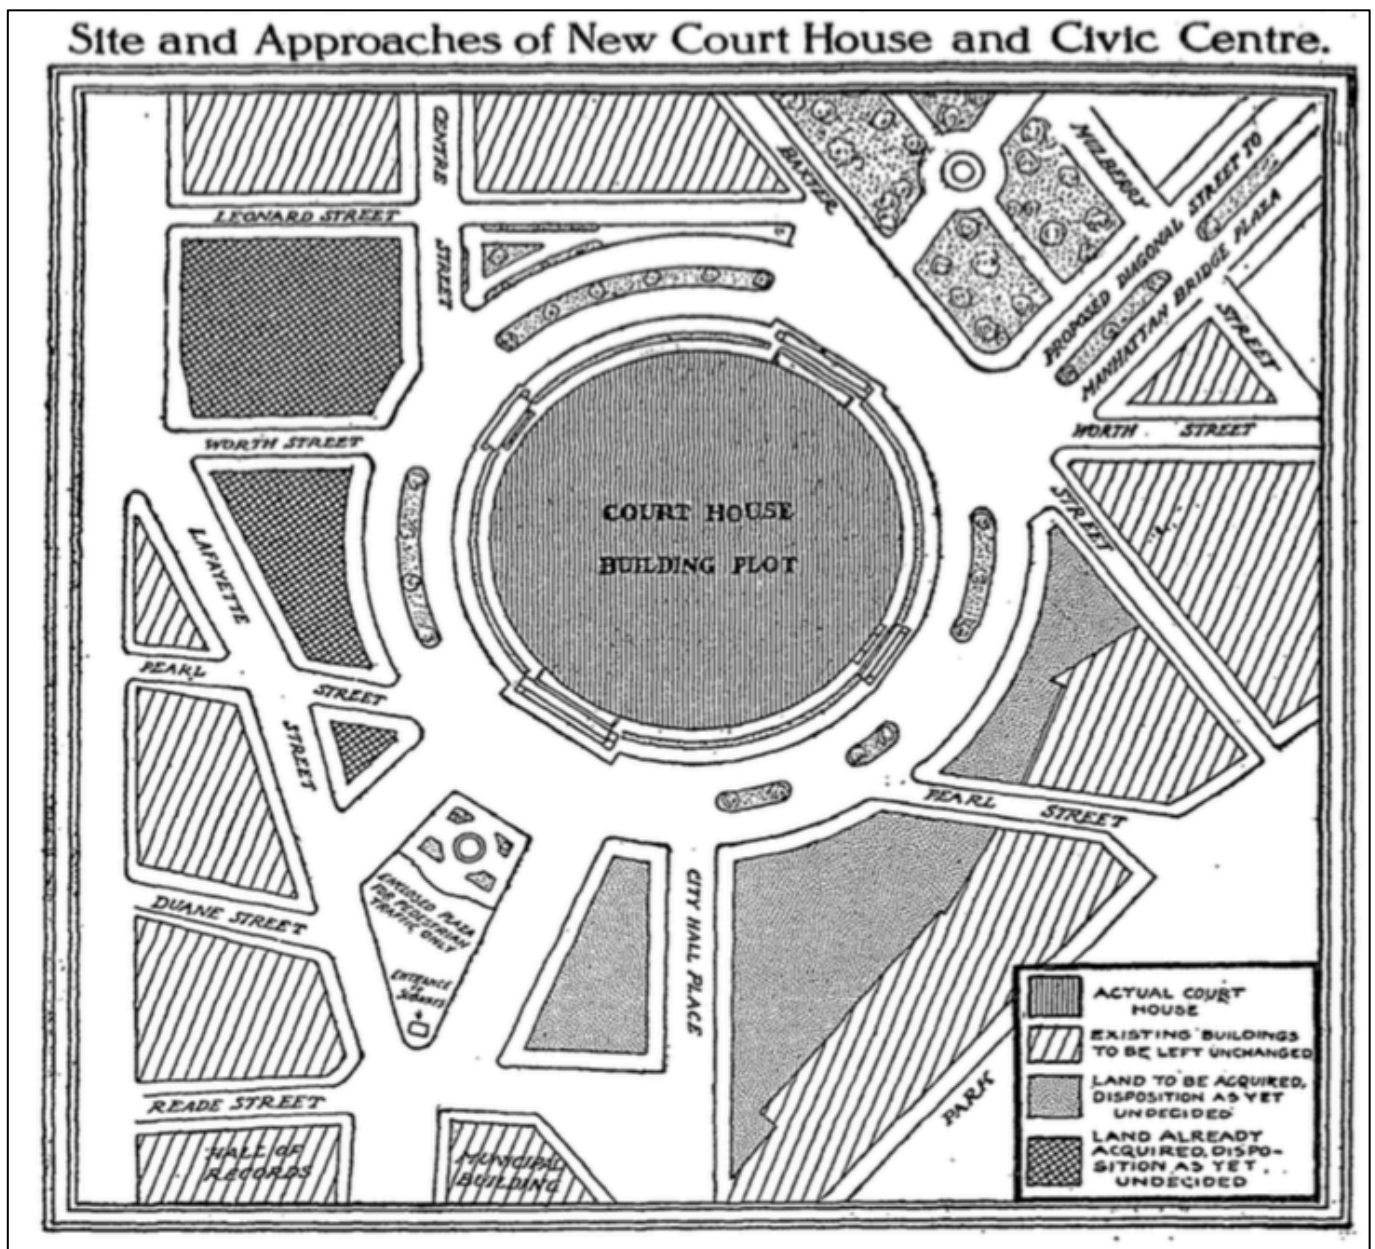 Site and Approaches of New Court House and Civic Centre.
CENTRE
STREET
BAXTER
MULBERRY
STREET
LEONARD STREET
PROPOSED DIAGONAL STREET TO
MANHATTAN BRIDGE PLAZA
WORTH STREET
WORTH STREET
STREET
COURT HOUSE
BUILDING PLOT
LAFAYETTE
STREET
PEARL
STREET
PEARL
STREET
DUANE STREET
ENCLOSED PLAZA
FOR PEDESTRIAN
TRAFFIC ONLY
ENTRANCE
TO
SUBWAYS
CITY HALL PLACE
PARK
READE STREET
HALL OF
RECORDS
MUNICIPAL
BUILDING
ACTUAL COURT
HOUSE
EXISTING BUILDINGS
TO BE LEFT UNCHANGED
LAND TO BE ACQUIRED,
DISPOSITION AS YET
UNDECIDED
LAND ALREADY
ACQUIRED, DISPO-
SITION AS YET
UNDECIDED